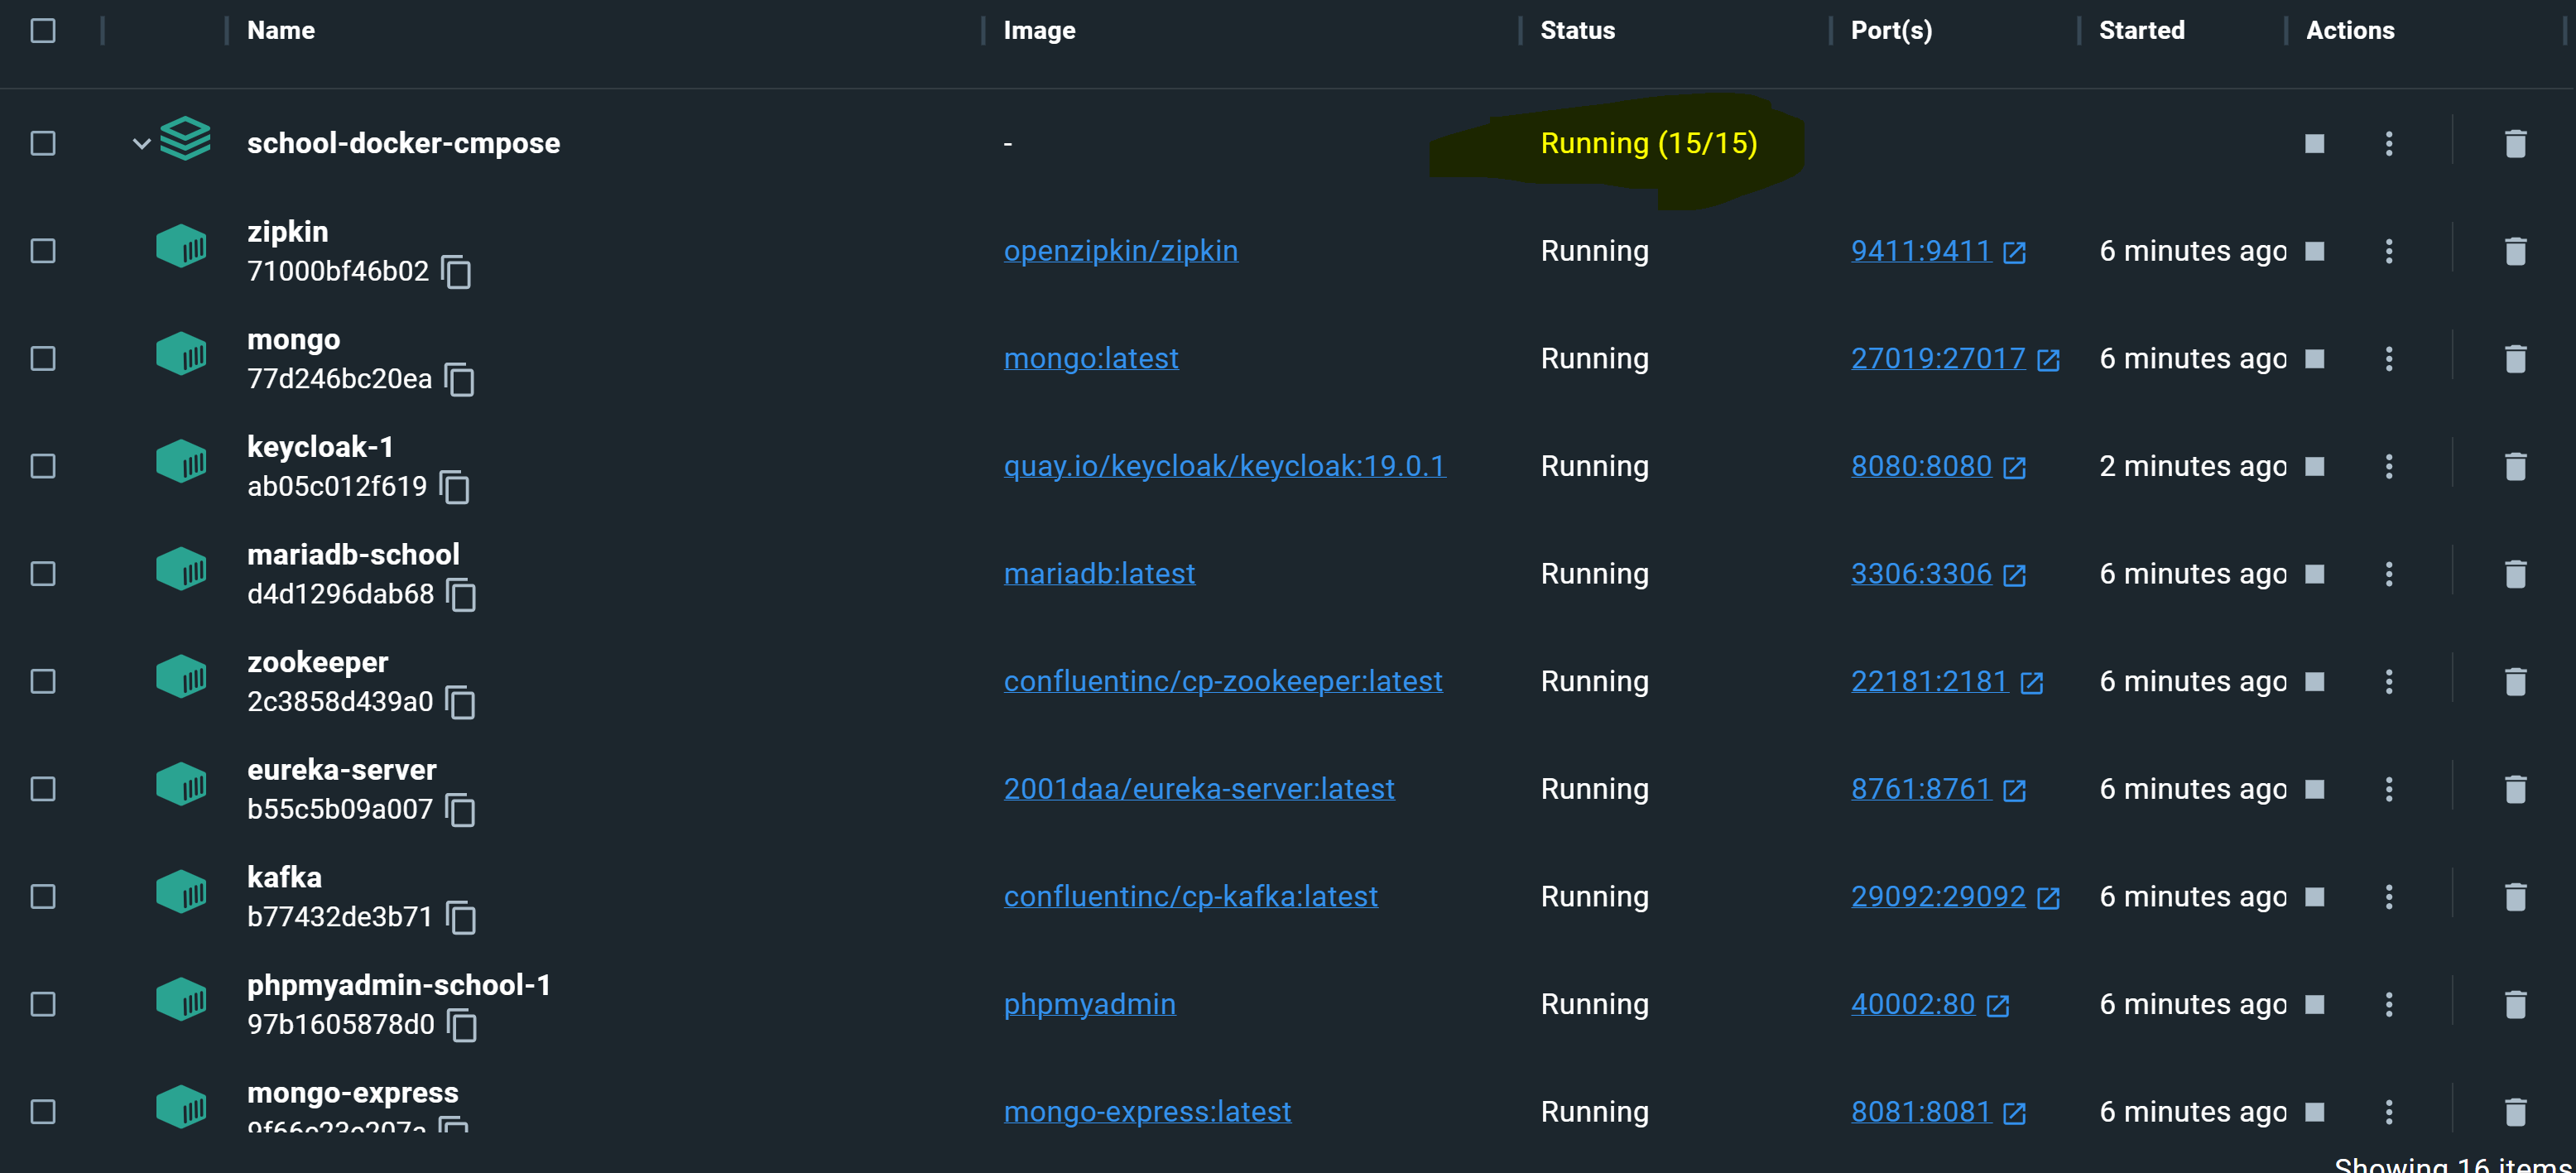 Name Image Status Port(s) Started Actions
school-docker-cmpose - Running (15/15)
zipkin
71000bf46b02 openzipkin/zipkin Running 9411:9411 6 minutes ago
mongo
77d246bc20ea mongo:latest Running 27019:27017 6 minutes ago
keycloak-1
ab05c012f619 quay.io/keycloak/keycloak:19.0.1 Running 8080:8080 2 minutes ago
mariadb-school
d4d1296dab68 mariadb:latest Running 3306:3306 6 minutes ago
zookeeper
2c3858d439a0 confluentinc/cp-zookeeper:latest Running 22181:2181 6 minutes ago
eureka-server
b55c5b09a007 2001daa/eureka-server:latest Running 8761:8761 6 minutes ago
kafka
b77432de3b71 confluentinc/cp-kafka:latest Running 29092:29092 6 minutes ago
phpmyadmin-school-1
97b1605878d0 phpmyadmin Running 40002:80 6 minutes ago
mongo-express
mongo-express:latest Running 8081:8081 6 minutes ago
Showing 16 items